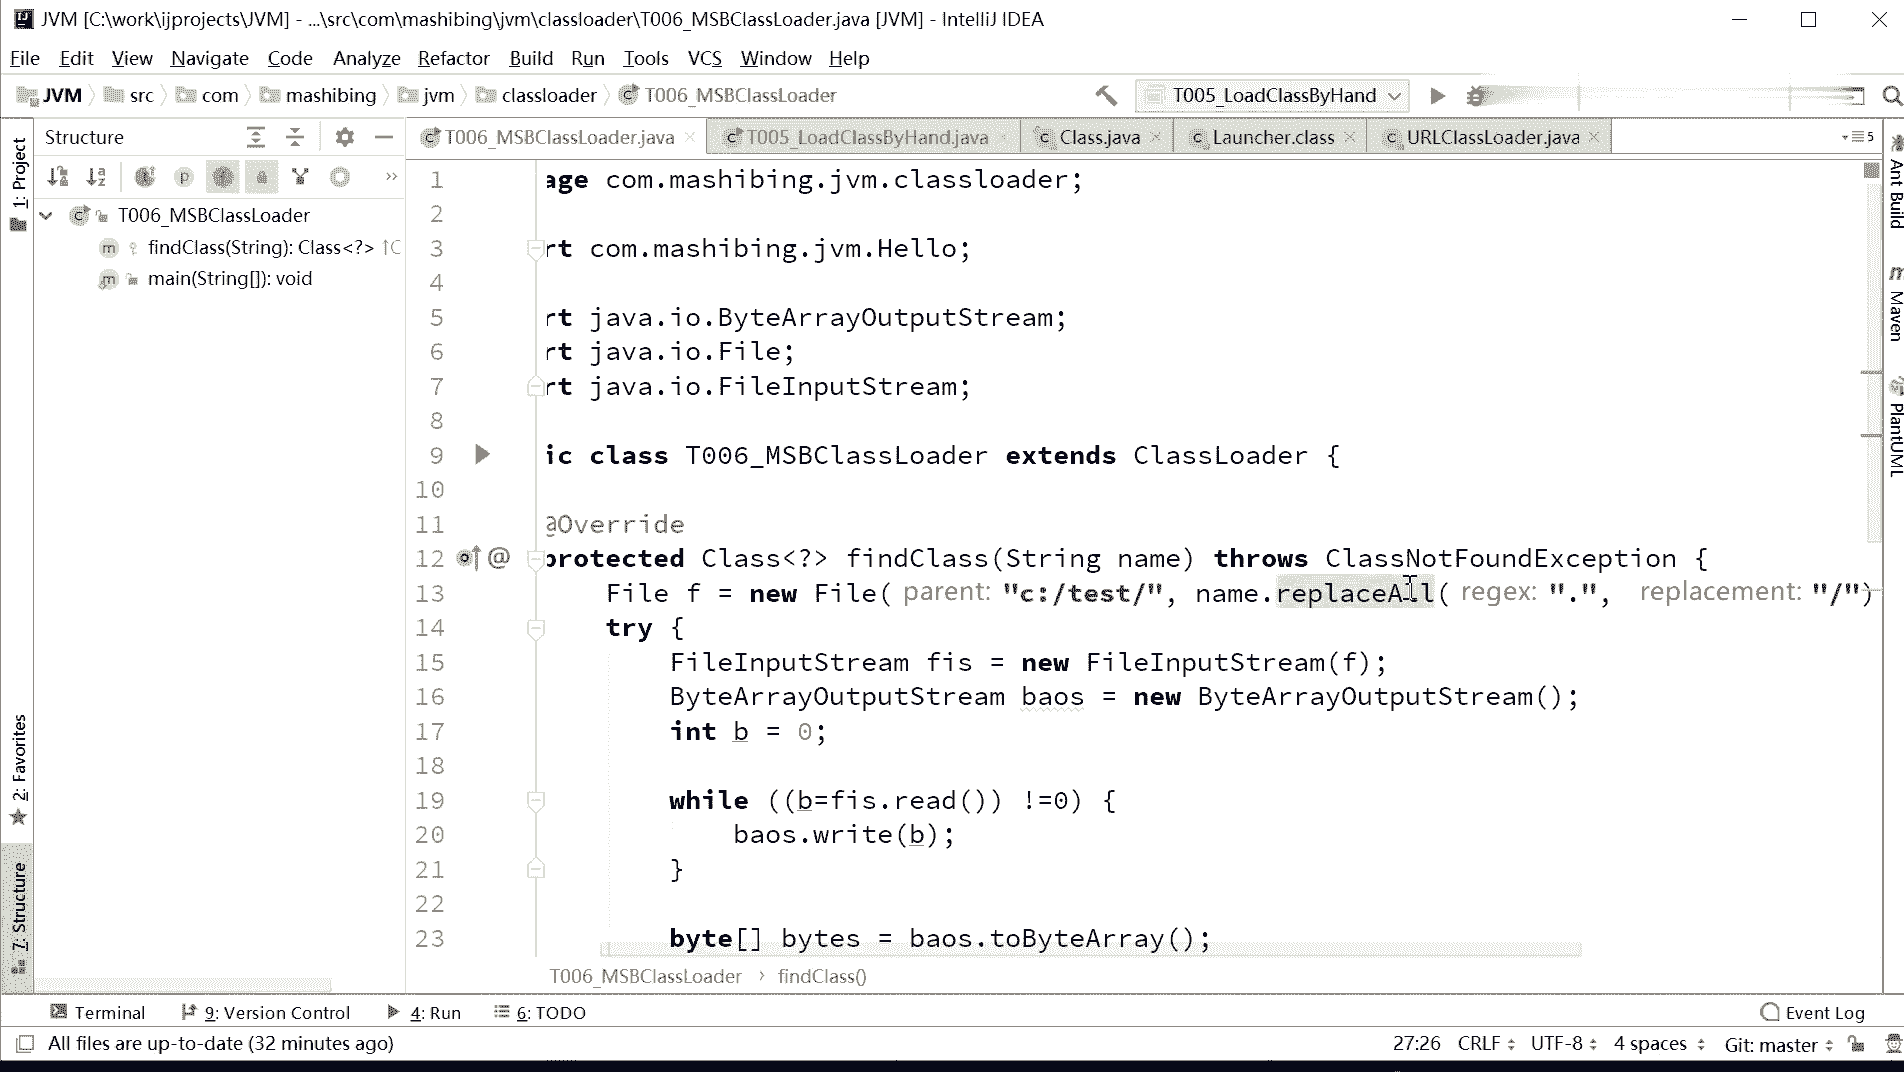 JVM [C:\work\ijprojects\JVM] - ...\src\com\mashibing\jvm\classloader\T006_MSBClassLoader.java [JVM] - IntelliJ IDEA
File Edit View Navigate Code Analyze Refactor Build Run Tools VCS Window Help
JVM src com mashibing jvm classloader T006_MSBClassLoader T005_LoadClassByHand
Structure
T006_MSBClassLoader.java T005_LoadClassByHand.java Class.java Launcher.class URLClassLoader.java 5
1: Project
T006_MSBClassLoader
findClass(String): Class<?> ↑C
main(String[]): void
2: Favorites
7: Structure
1 age com.mashibing.jvm.classloader;
2
3 rt com.mashibing.jvm.Hello;
4
5 rt java.io.ByteArrayOutputStream;
6 rt java.io.File;
7 rt java.io.FileInputStream;
8
9 ic class T006_MSBClassLoader extends ClassLoader {
10
11 @Override
12 @ protected Class<?> findClass(String name) throws ClassNotFoundException {
13 File f = new File( parent: "c:/test/", name.replaceAll( regex: ".", replacement: "/")
14 try {
15 FileInputStream fis = new FileInputStream(f);
16 ByteArrayOutputStream baos = new ByteArrayOutputStream();
17 int b = 0;
18
19 while ((b=fis.read()) !=0) {
20 baos.write(b);
21 }
22
23 byte[] bytes = baos.toByteArray();
T006_MSBClassLoader › findClass()
Ant Build
Maven
PlantUML
Terminal 9: Version Control 4: Run 6: TODO Event Log
All files are up-to-date (32 minutes ago) 27:26 CRLF UTF-8 4 spaces Git: master